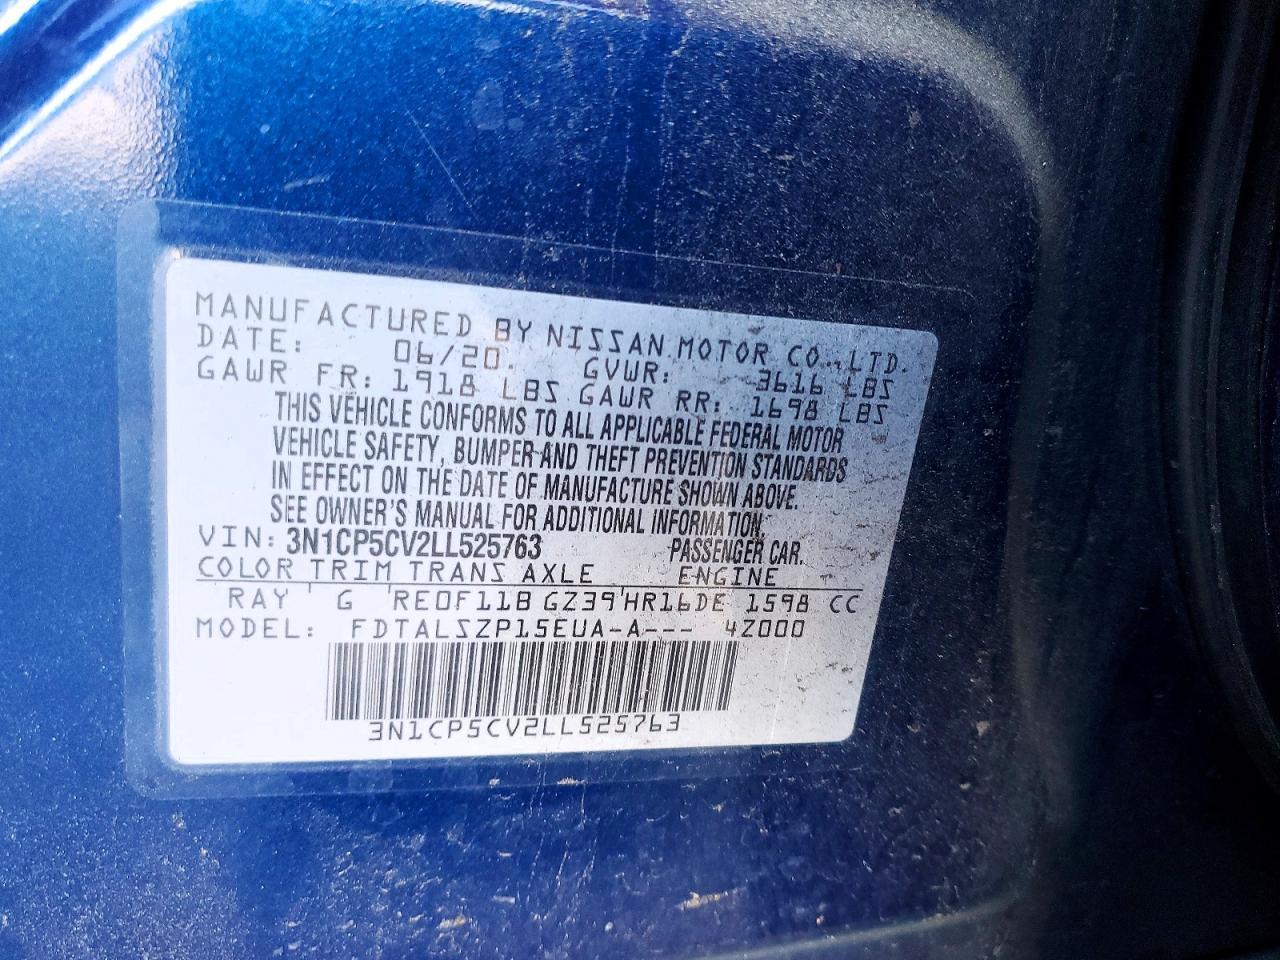 MANUFACTURED BY NISSAN MOTOR CO., LTD.
DATE: 06/20. GVWR: 3616 LBS
GAWR FR: 1918 LBS GAWR RR: 1698 LBS
THIS VEHICLE CONFORMS TO ALL APPLICABLE FEDERAL MOTOR
VEHICLE SAFETY, BUMPER AND THEFT PREVENTION STANDARDS
IN EFFECT ON THE DATE OF MANUFACTURE SHOWN ABOVE.
SEE OWNER'S MANUAL FOR ADDITIONAL INFORMATION.
VIN: 3N1CP5CV2LL525763 PASSENGER CAR.
COLOR TRIM TRANS AXLE ENGINE
RAY G RE0F11B GZ39 HR16DE 1598 CC
MODEL: FDTALSZP15EUA-A--- 4Z000
3N1CP5CV2LL525763